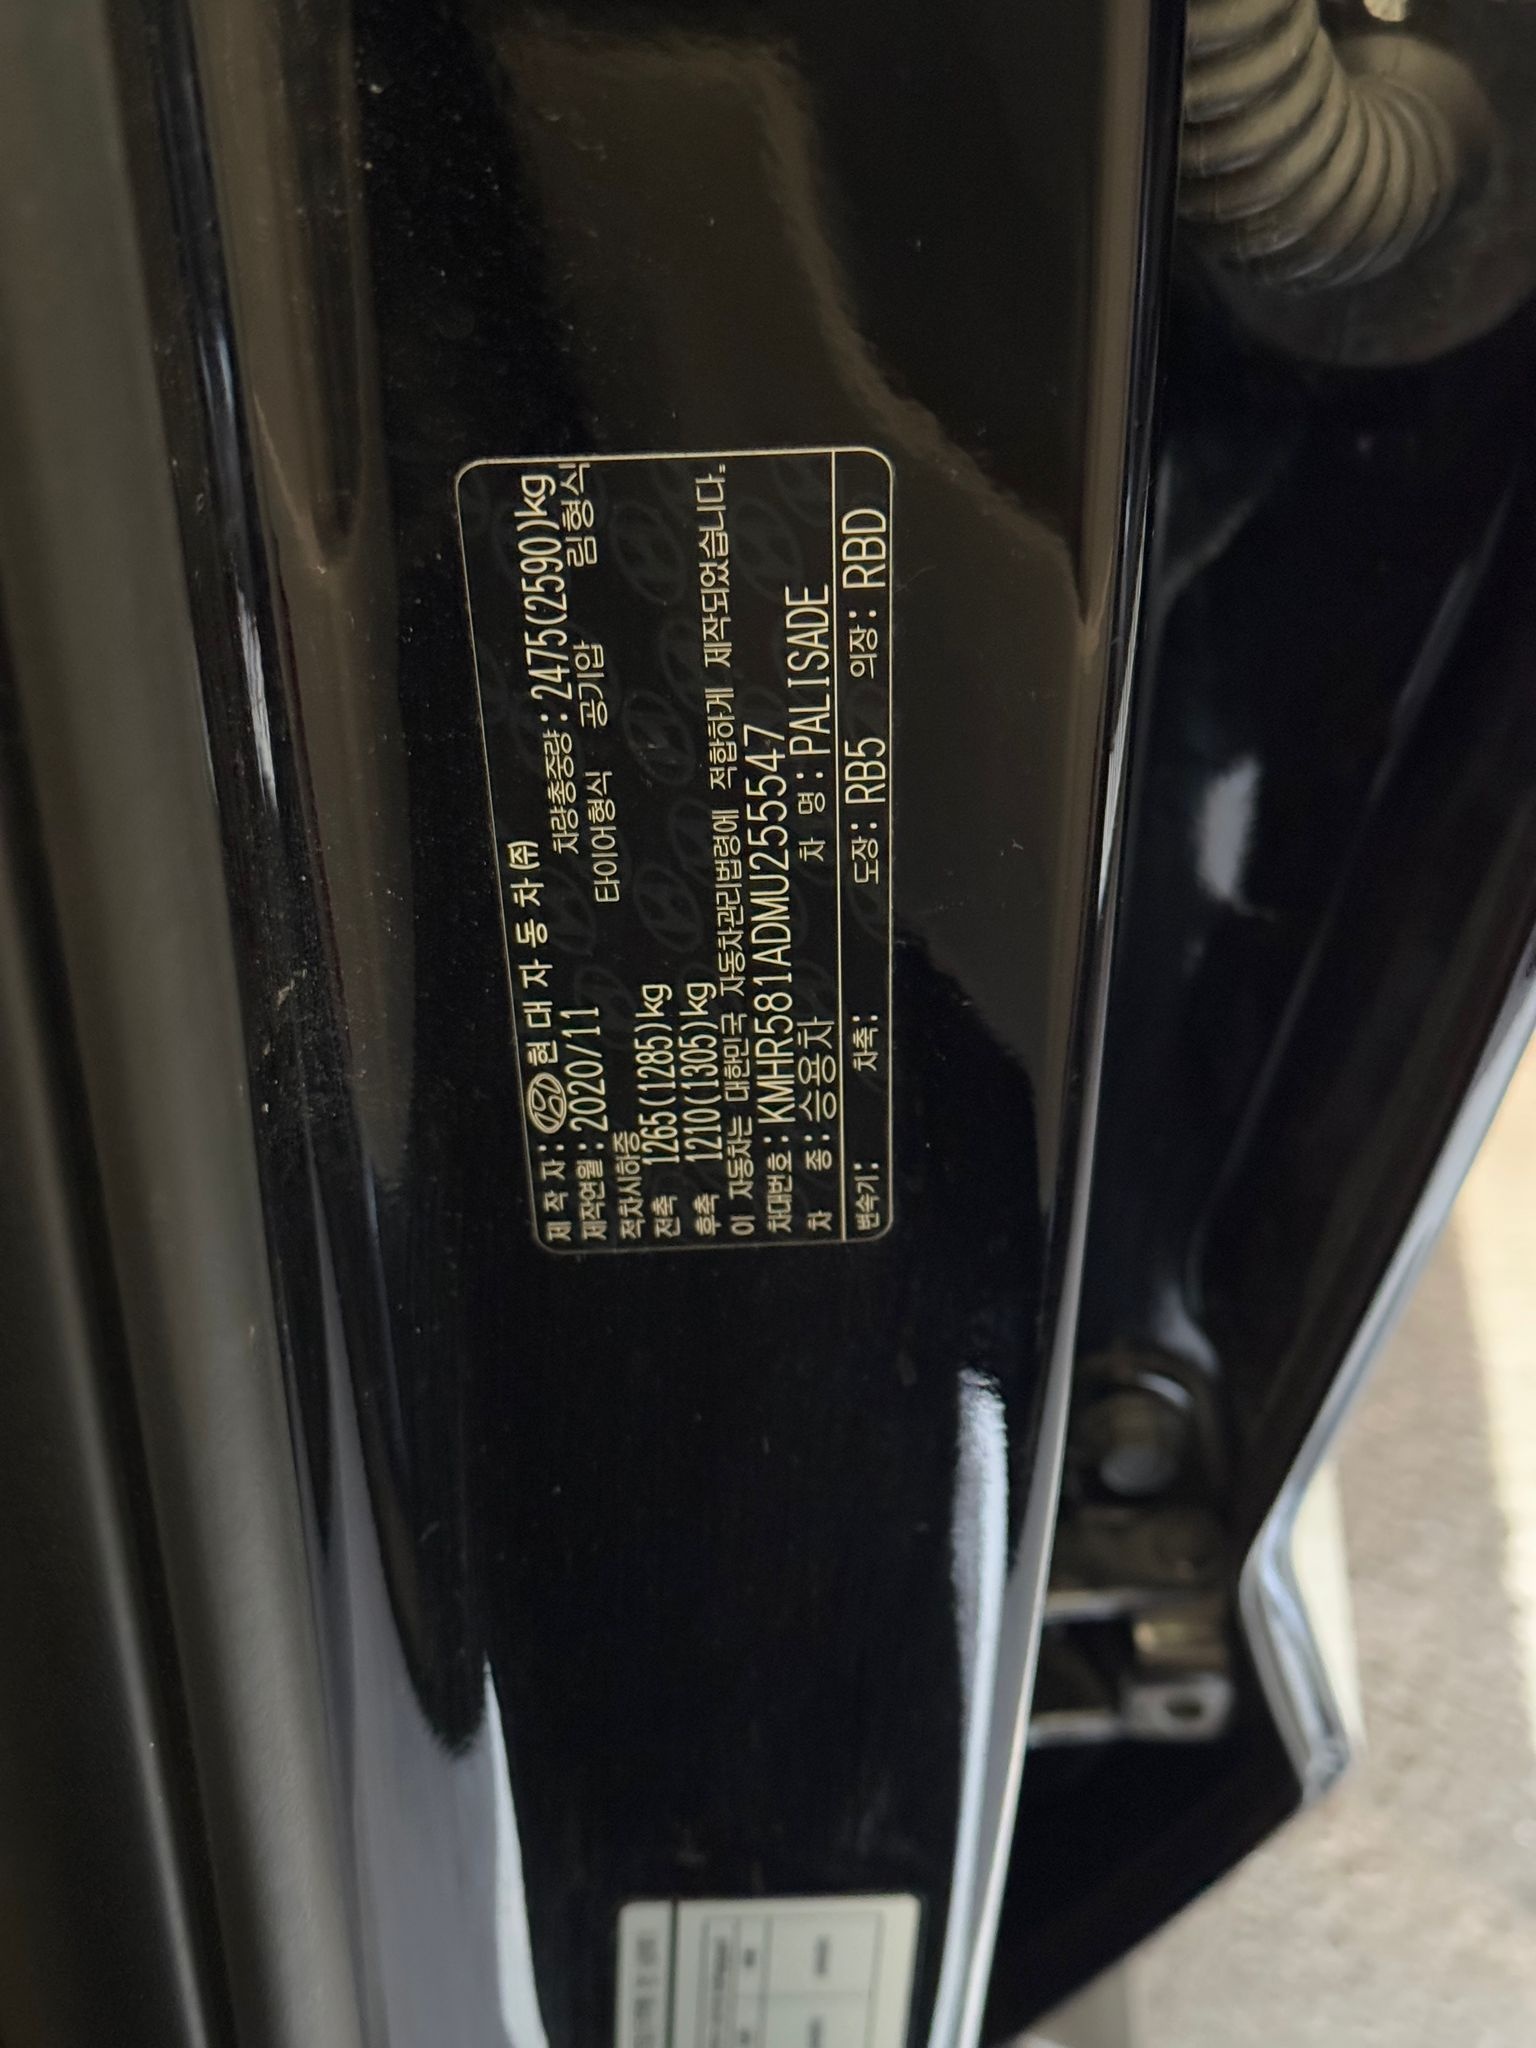 제 작 자: 현 대 자 동 차 ㈜
제작연월: 2020/11 차량총중량: 2475(2590)kg
적차시하중 타이어형식 공기압 림형식
전축 1265(1285)kg
후축 1210(1305)kg
이 자동차는 대한민국 자동차관리법령에 적합하게 제작되었습니다.
차대번호: KMHR581ADMU255547
차 종: 승용차 차 명: PALISADE
변속기: 차축: 도장: RB5 의장: RBD